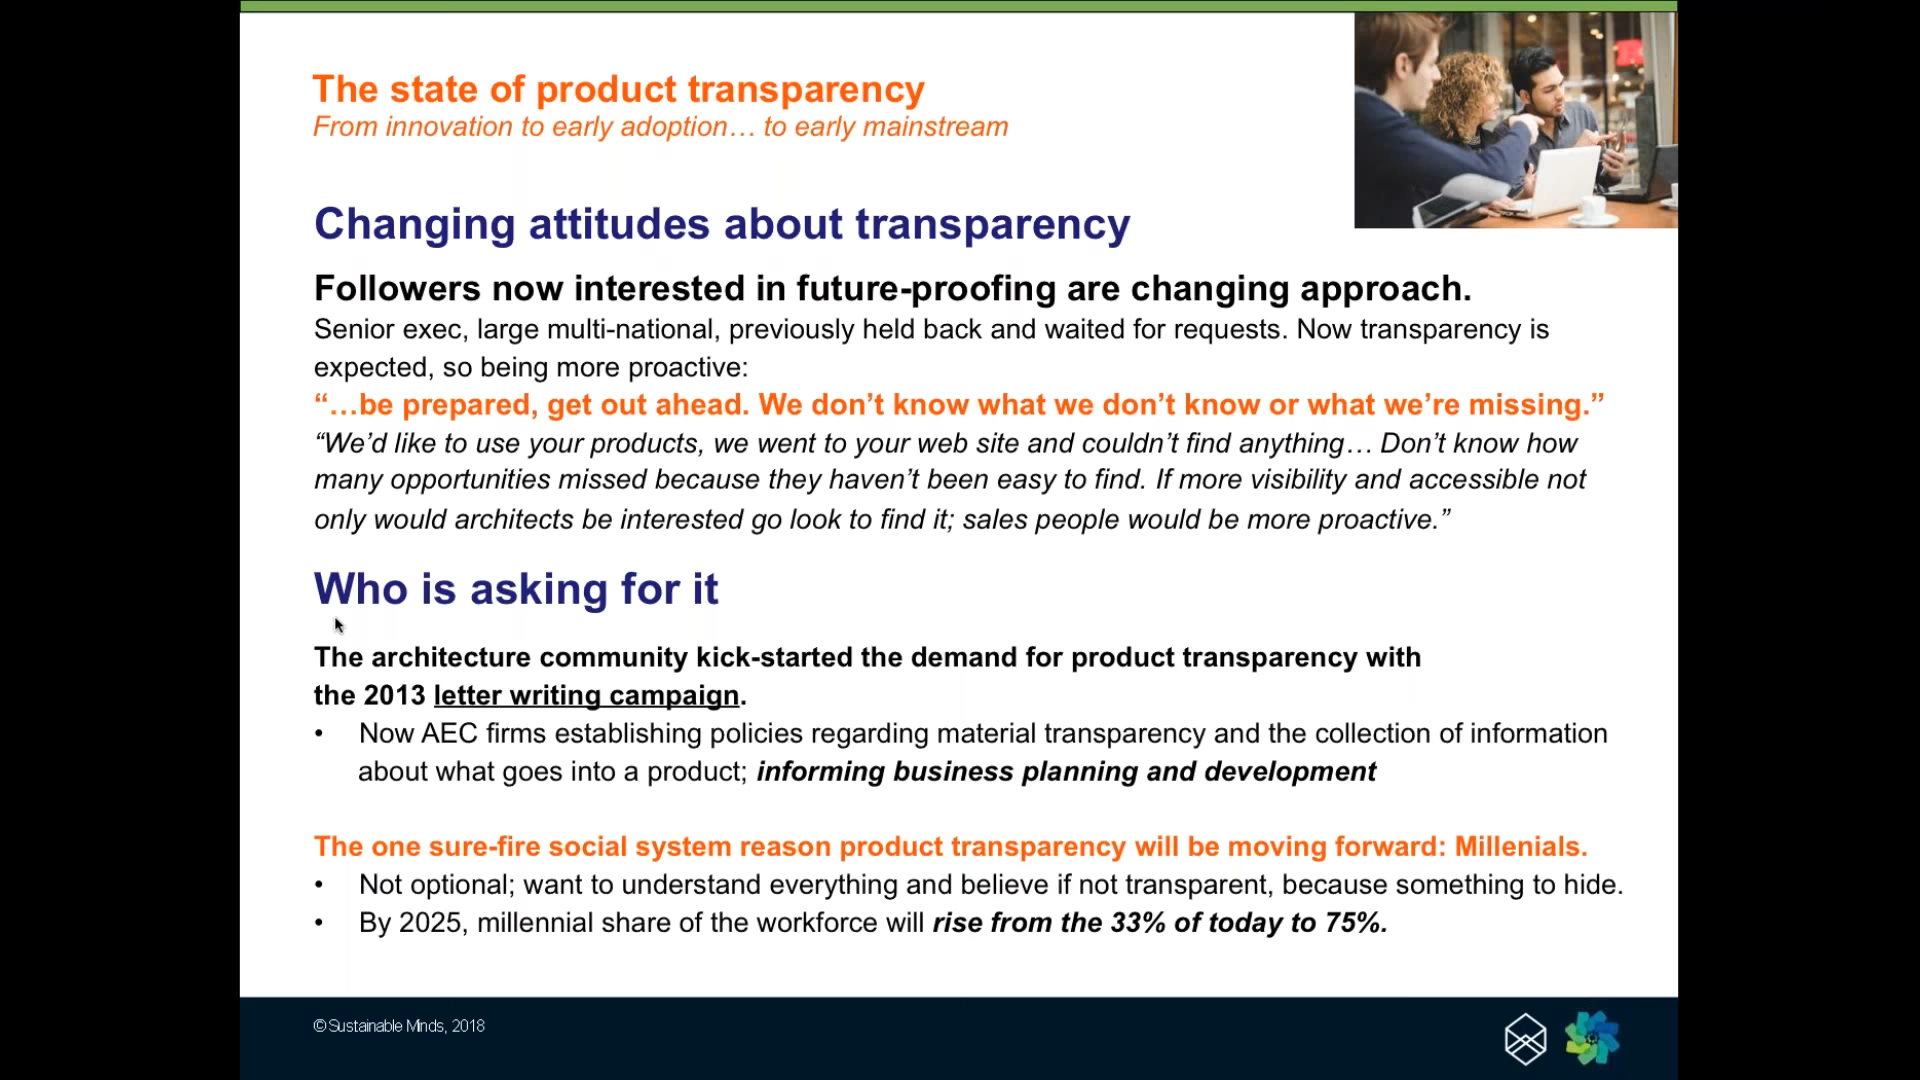 The state of product transparency
From innovation to early adoption… to early mainstream
Changing attitudes about transparency
Followers now interested in future-proofing are changing approach.
Senior exec, large multi-national, previously held back and waited for requests. Now transparency is
expected, so being more proactive:
“…be prepared, get out ahead. We don’t know what we don’t know or what we’re missing.”
“We’d like to use your products, we went to your web site and couldn’t find anything… Don’t know how
many opportunities missed because they haven’t been easy to find. If more visibility and accessible not
only would architects be interested go look to find it; sales people would be more proactive.”
Who is asking for it
The architecture community kick-started the demand for product transparency with
the 2013 letter writing campaign.
• Now AEC firms establishing policies regarding material transparency and the collection of information
about what goes into a product; informing business planning and development
The one sure-fire social system reason product transparency will be moving forward: Millenials.
• Not optional; want to understand everything and believe if not transparent, because something to hide.
• By 2025, millennial share of the workforce will rise from the 33% of today to 75%.
© Sustainable Minds, 2018